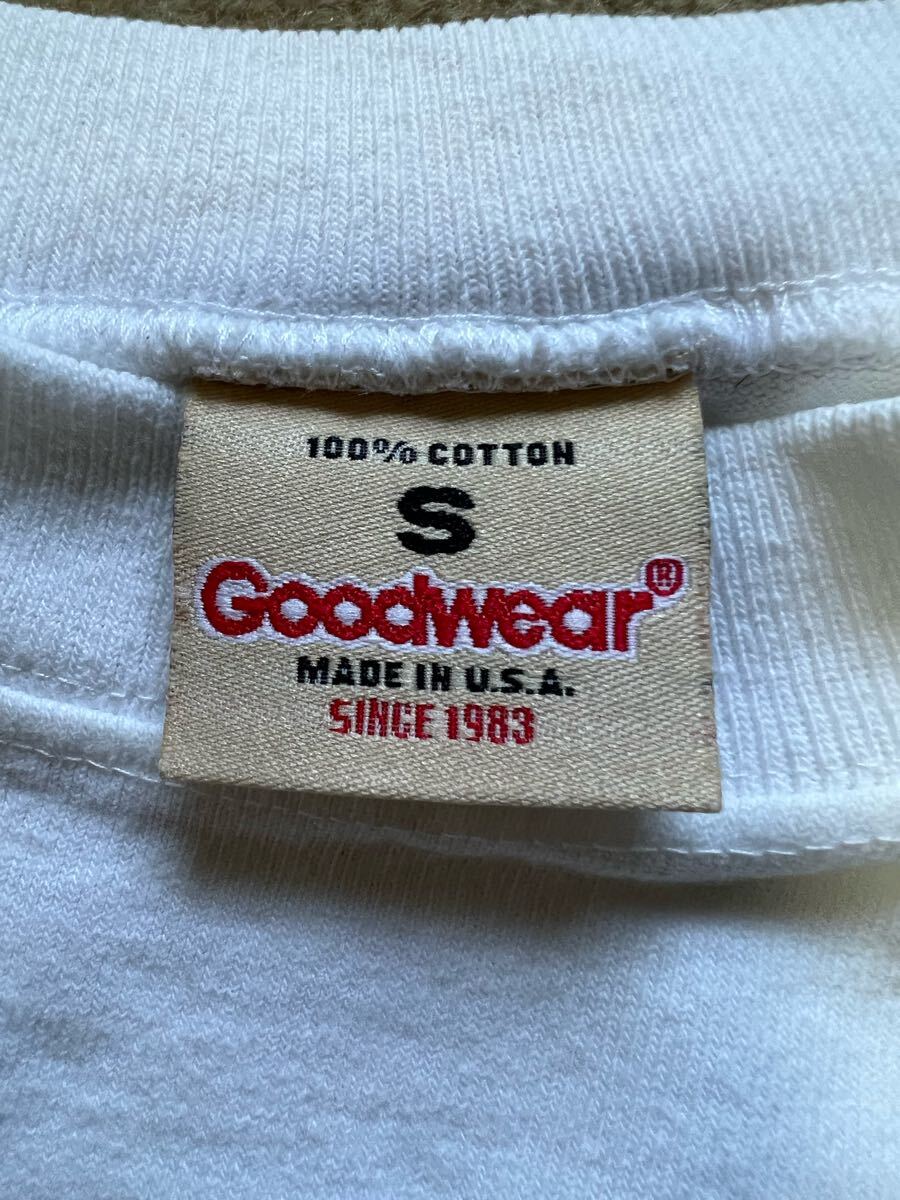 100% COTTON
S
Goodwear®
MADE IN U.S.A.
SINCE 1983